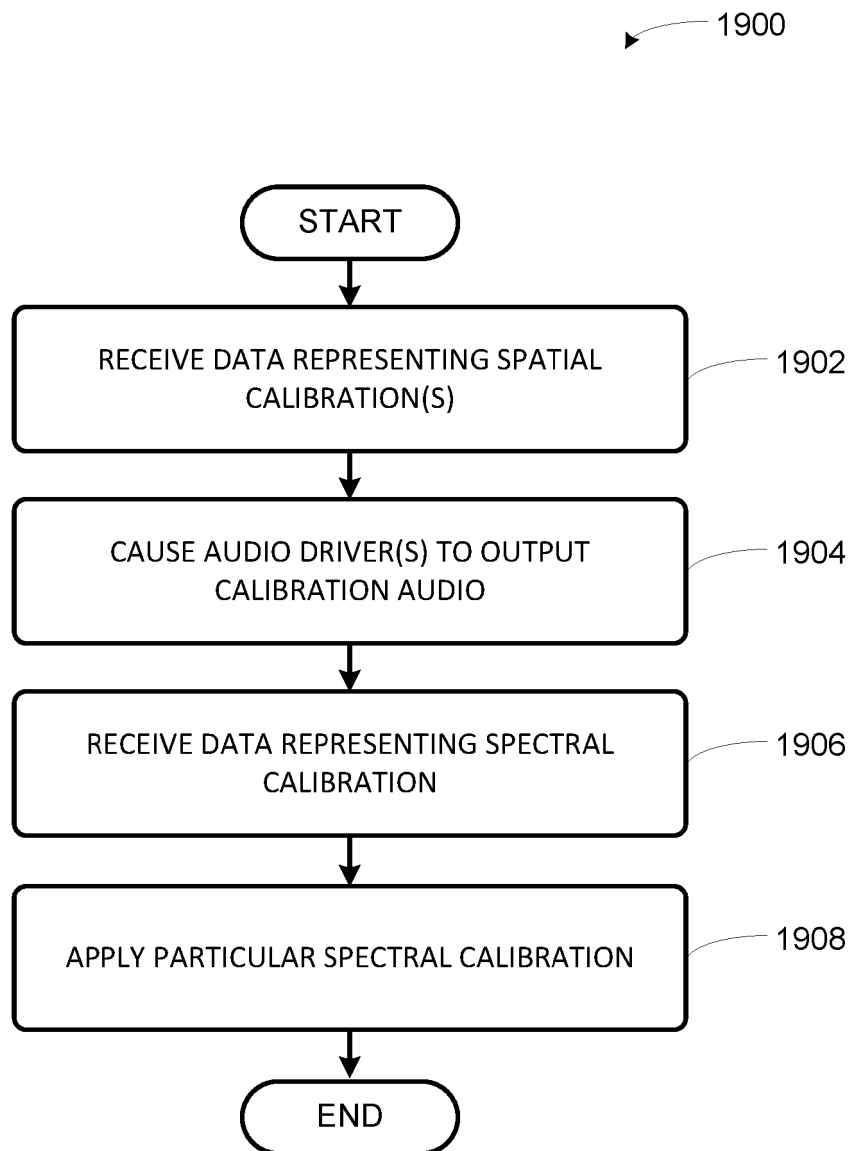 1900
START
RECEIVE DATA REPRESENTING SPATIAL
CALIBRATION(S)
1902
CAUSE AUDIO DRIVER(S) TO OUTPUT
CALIBRATION AUDIO
1904
RECEIVE DATA REPRESENTING SPECTRAL
CALIBRATION
1906
APPLY PARTICULAR SPECTRAL CALIBRATION
1908
END